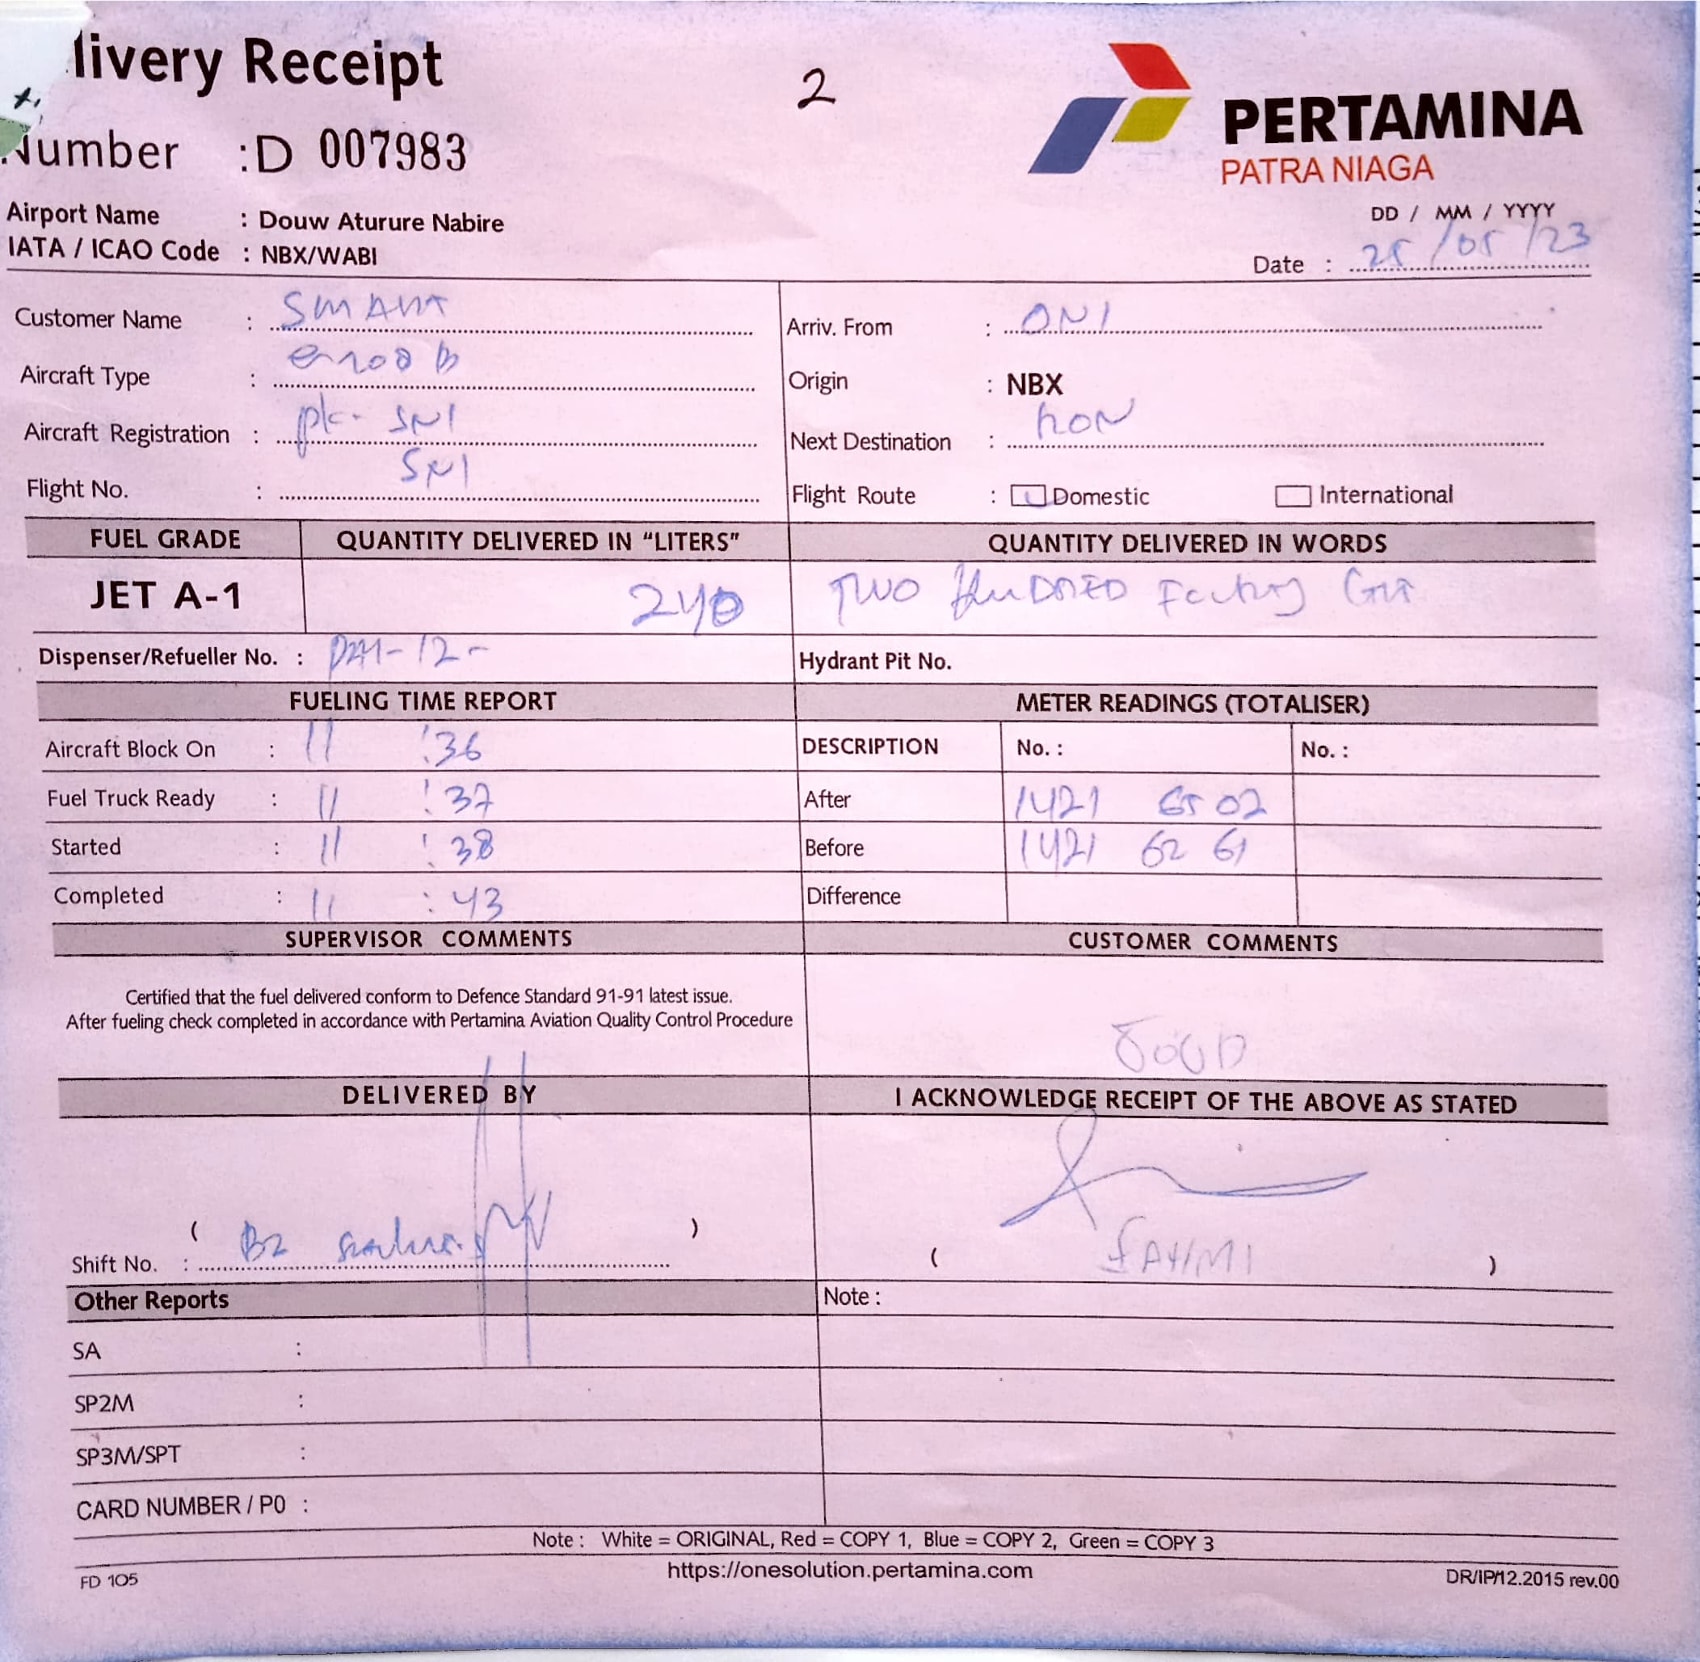 livery Receipt
2
PERTAMINA
PATRA NIAGA
Number : D 007983
Airport Name : Douw Aturure Nabire
IATA / ICAO Code : NBX/WABI
DD / MM / YYYY
Date : 25 / 05 / 23
Customer Name : SMART
Arriv. From : ONI
Aircraft Type :
Origin : NBX
Aircraft Registration : pk- SNI
Next Destination : KON
Flight No. : SNI
Flight Route : Domestic International
FUEL GRADE QUANTITY DELIVERED IN “LITERS” QUANTITY DELIVERED IN WORDS
JET A-1 240 TWO HUNDRED
Dispenser/Refueller No. : Hydrant Pit No.
FUELING TIME REPORT METER READINGS (TOTALISER)
Aircraft Block On : 11 : 36 DESCRIPTION No. : No. :
Fuel Truck Ready : 11 : 37 After 1421 65 02
Started : 11 : 38 Before 1421 62 61
Completed : 11 : 43 Difference
SUPERVISOR COMMENTS CUSTOMER COMMENTS
Certified that the fuel delivered conform to Defence Standard 91-91 latest issue.
After fueling check completed in accordance with Pertamina Aviation Quality Control Procedure
GOOD
DELIVERED BY I ACKNOWLEDGE RECEIPT OF THE ABOVE AS STATED
( B2 ) ( FAHMI )
Shift No. :
Other Reports Note :
SA :
SP2M :
SP3M/SPT :
CARD NUMBER / P0 :
Note : White = ORIGINAL, Red = COPY 1, Blue = COPY 2, Green = COPY 3
https://onesolution.pertamina.com
FD 105 DR/IP/12.2015 rev.00